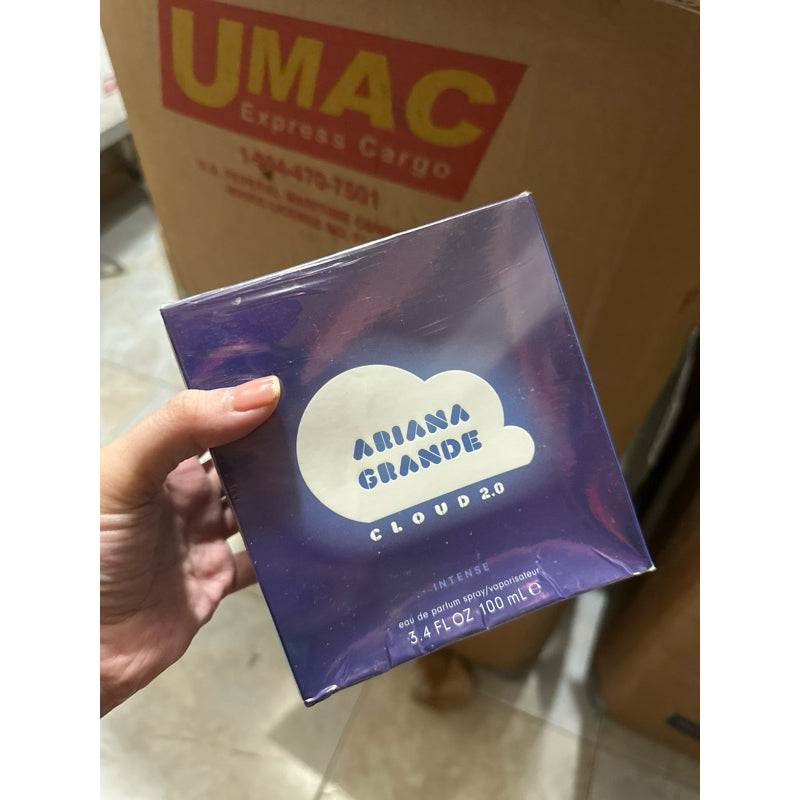 UMAC
Express Cargo
ARIANA
GRANDE
CLOUD 2.0
INTENSE
eau de parfum spray/vaporisateur
3.4 FL OZ 100 mL e